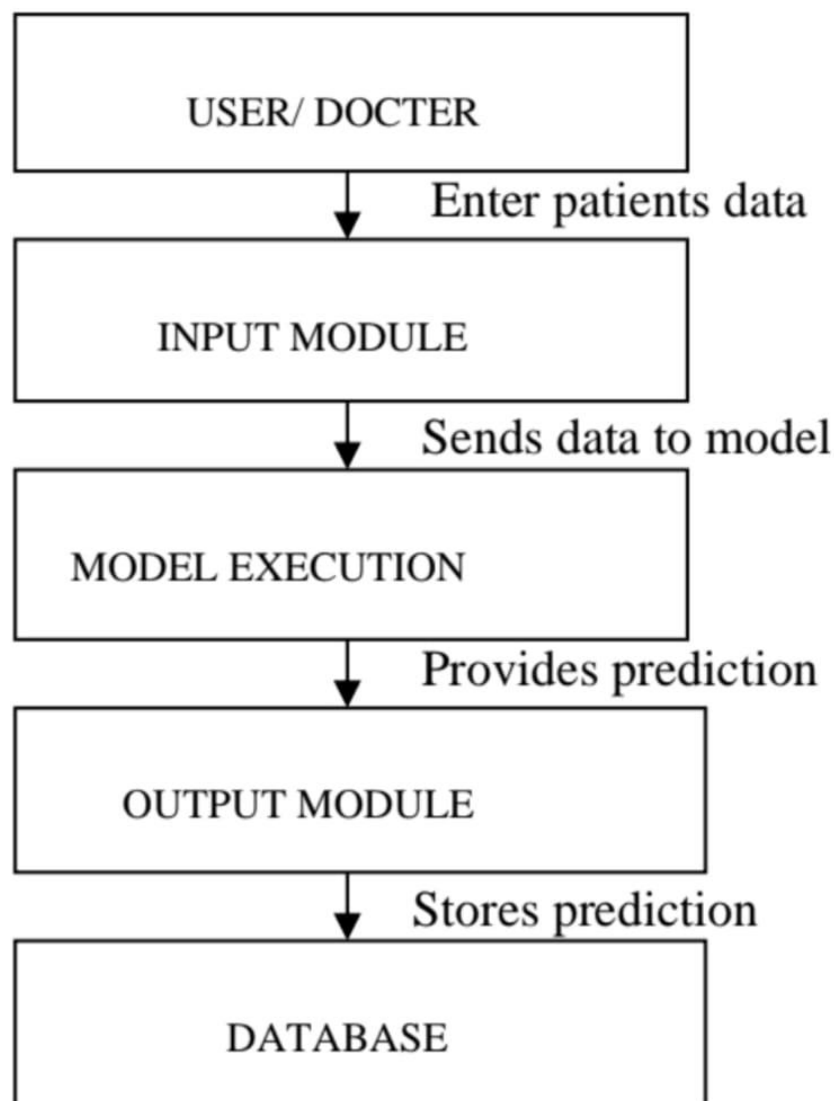 USER/ DOCTER
Enter patients data
INPUT MODULE
Sends data to model
MODEL EXECUTION
Provides prediction
OUTPUT MODULE
Stores prediction
DATABASE